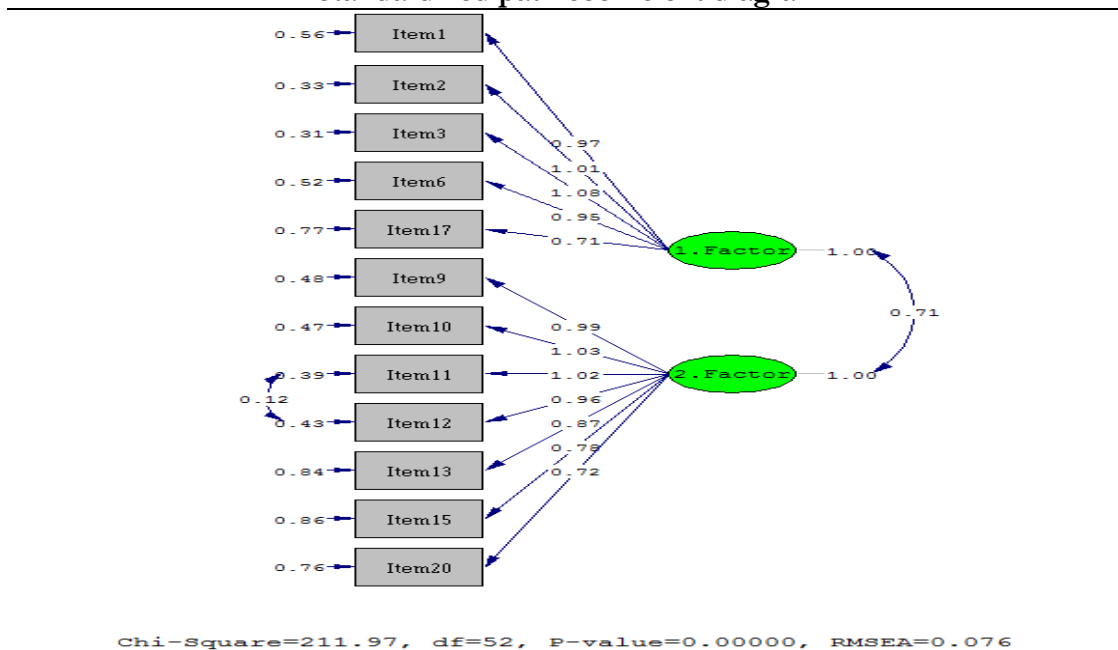 0.56 Item1
0.33 Item2
0.31 Item3
0.97
1.01
0.52 Item6
1.08
0.95
0.77 Item17
0.71
1.Factor 1.00
0.48 Item9
0.71
0.47 Item10
0.99
1.03
0.39 Item11
1.02
2.Factor 1.00
0.12
0.96
0.43 Item12
0.87
0.78
0.84 Item13
0.72
0.86 Item15
0.76 Item20
Chi-Square=211.97, df=52, P-value=0.00000, RMSEA=0.076